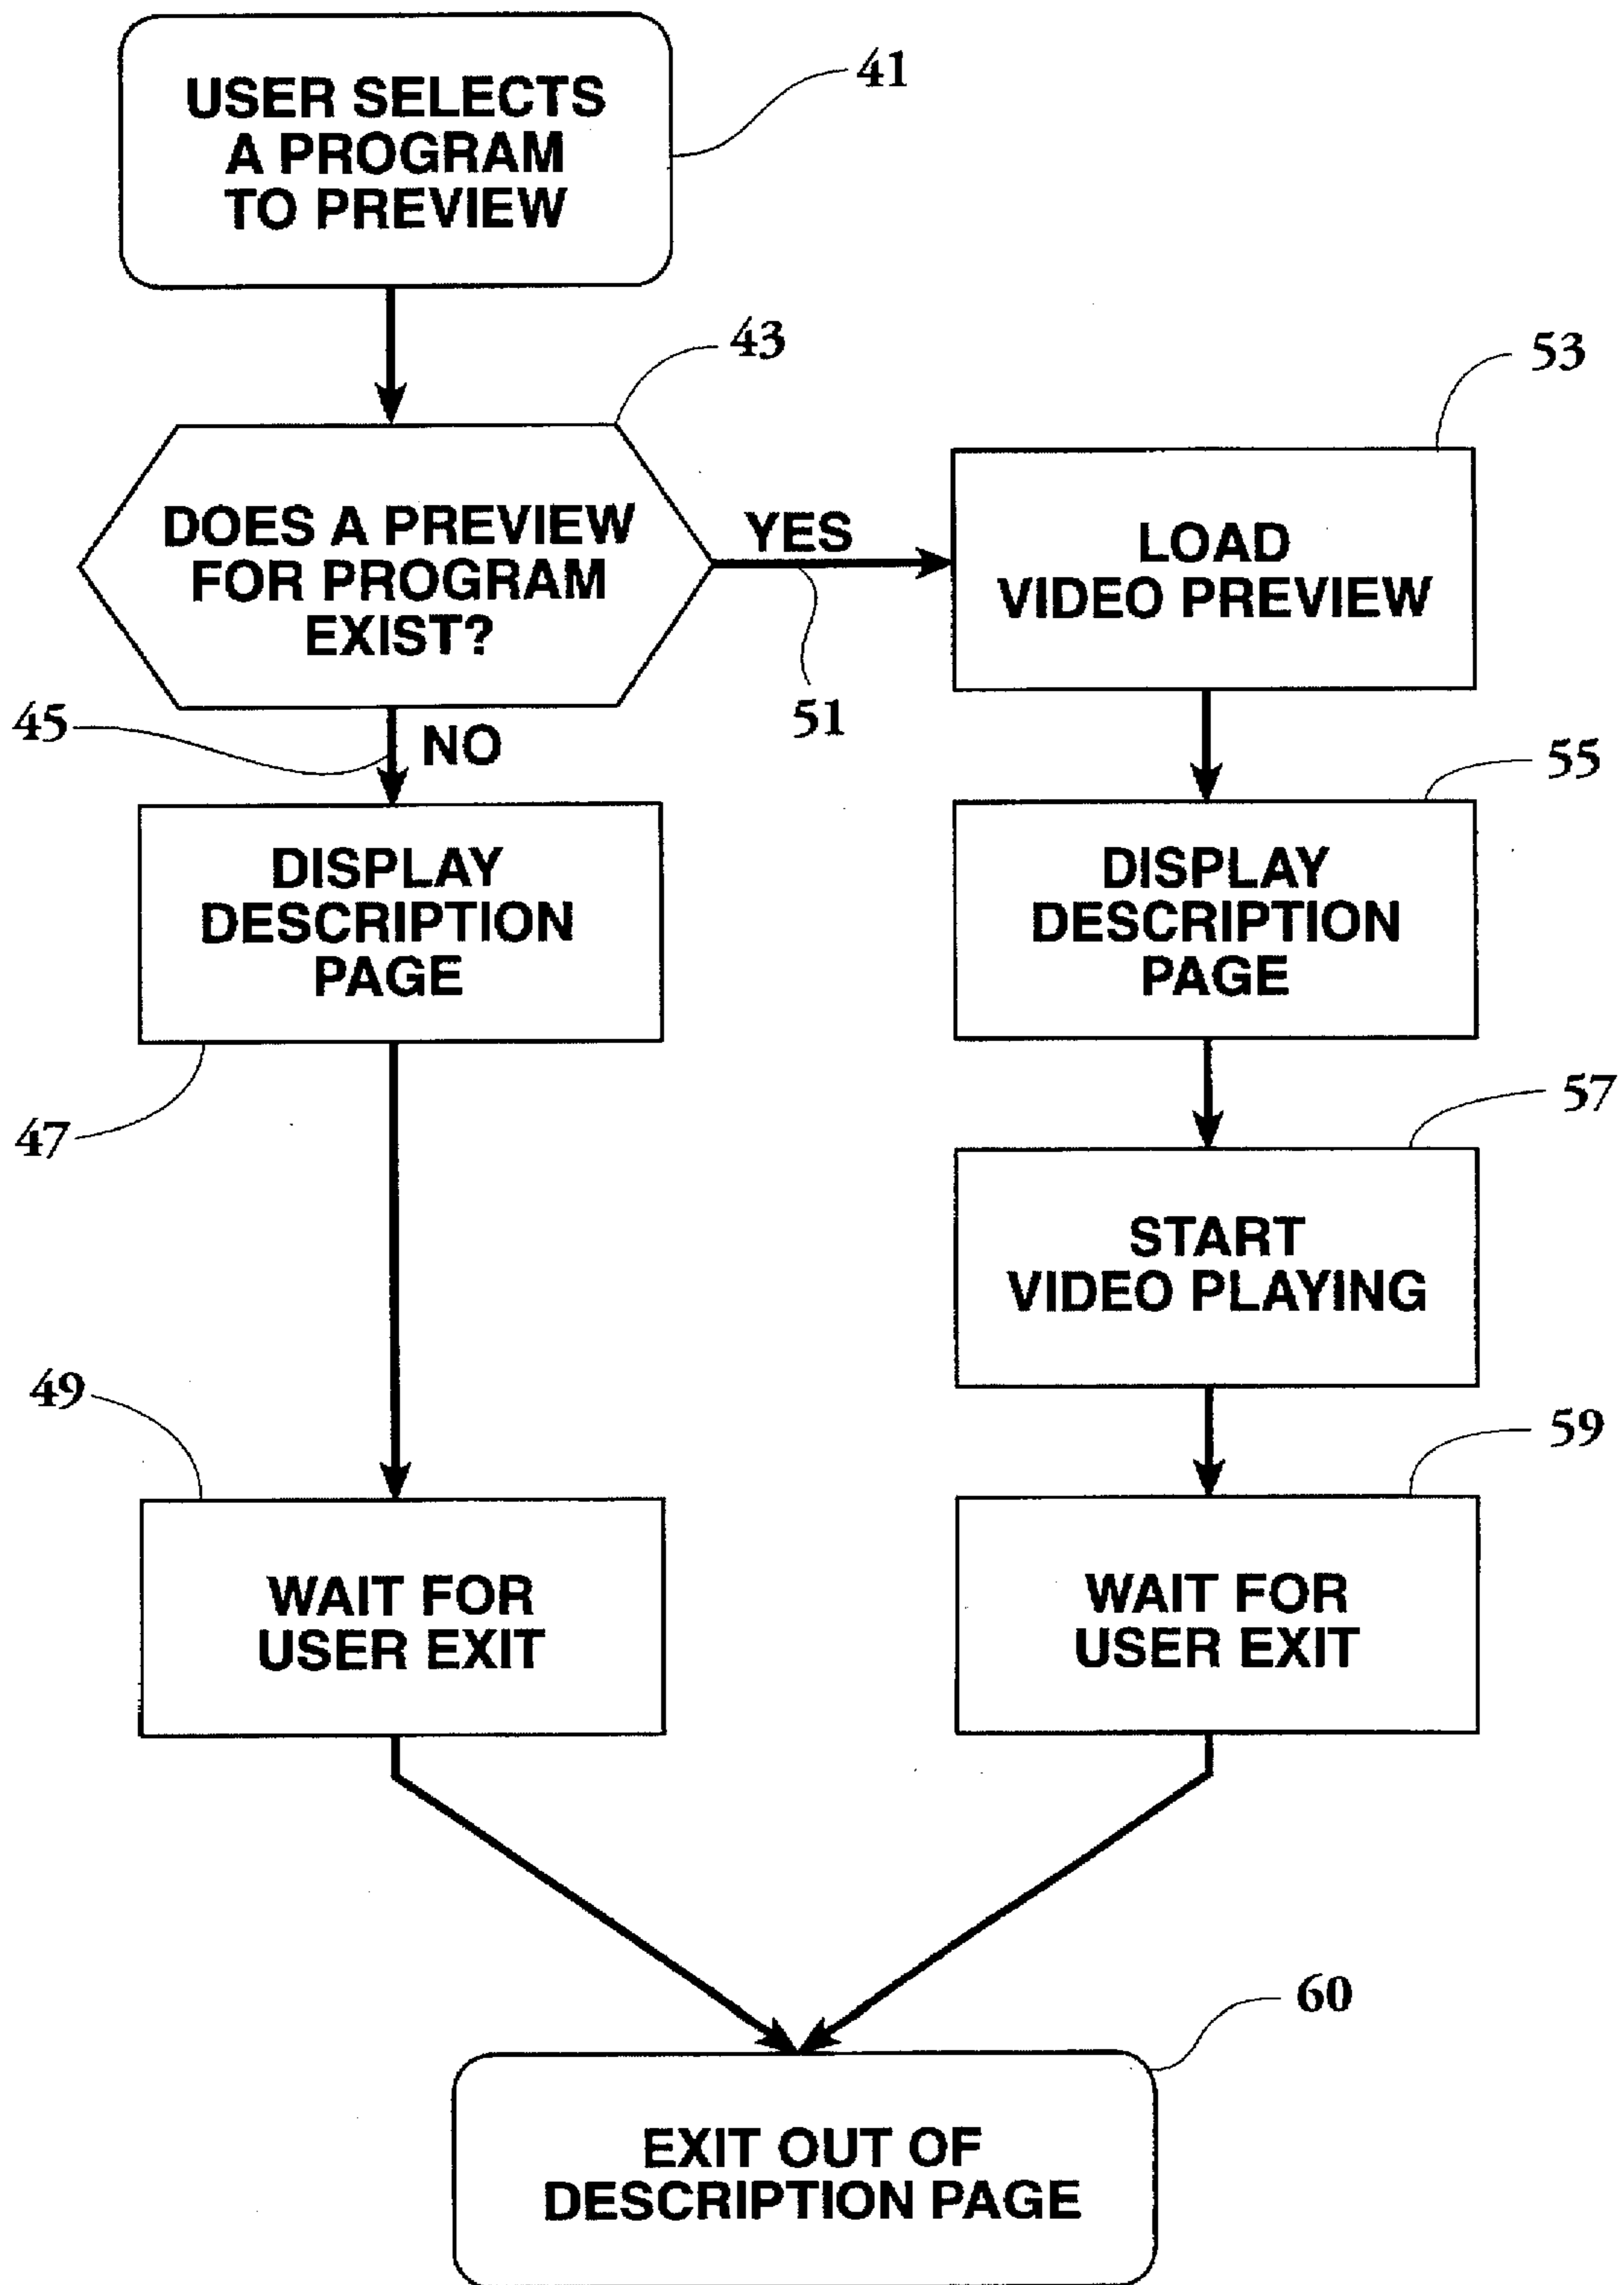 USER SELECTS
A PROGRAM
TO PREVIEW
41
DOES A PREVIEW
FOR PROGRAM
EXIST?
43
YES
51
LOAD
VIDEO PREVIEW
53
45
NO
DISPLAY
DESCRIPTION
PAGE
47
DISPLAY
DESCRIPTION
PAGE
55
START
VIDEO PLAYING
57
WAIT FOR
USER EXIT
49
WAIT FOR
USER EXIT
59
EXIT OUT OF
DESCRIPTION PAGE
60